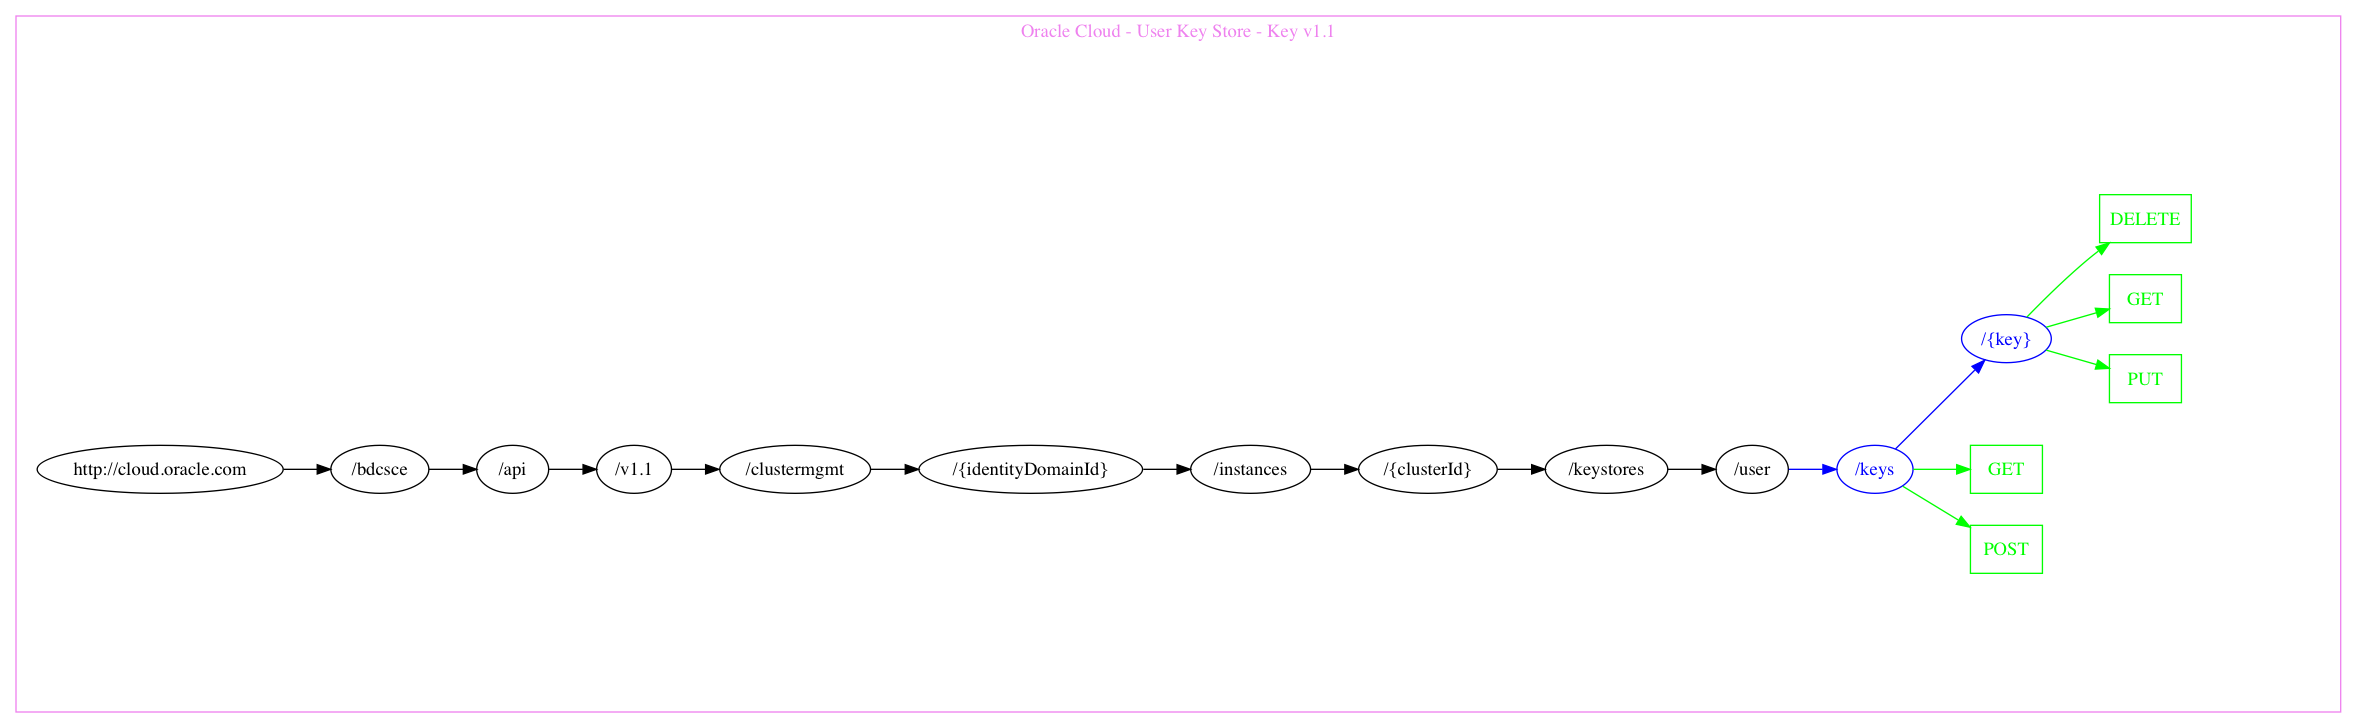 Oracle Cloud - User Key Store - Key v1.1
DELETE
GET
/{key}
PUT
http://cloud.oracle.com
/bdcsce
/api
/v1.1
/clustermgmt
/{identityDomainId}
/instances
/{clusterId}
/keystores
/user
/keys
GET
POST